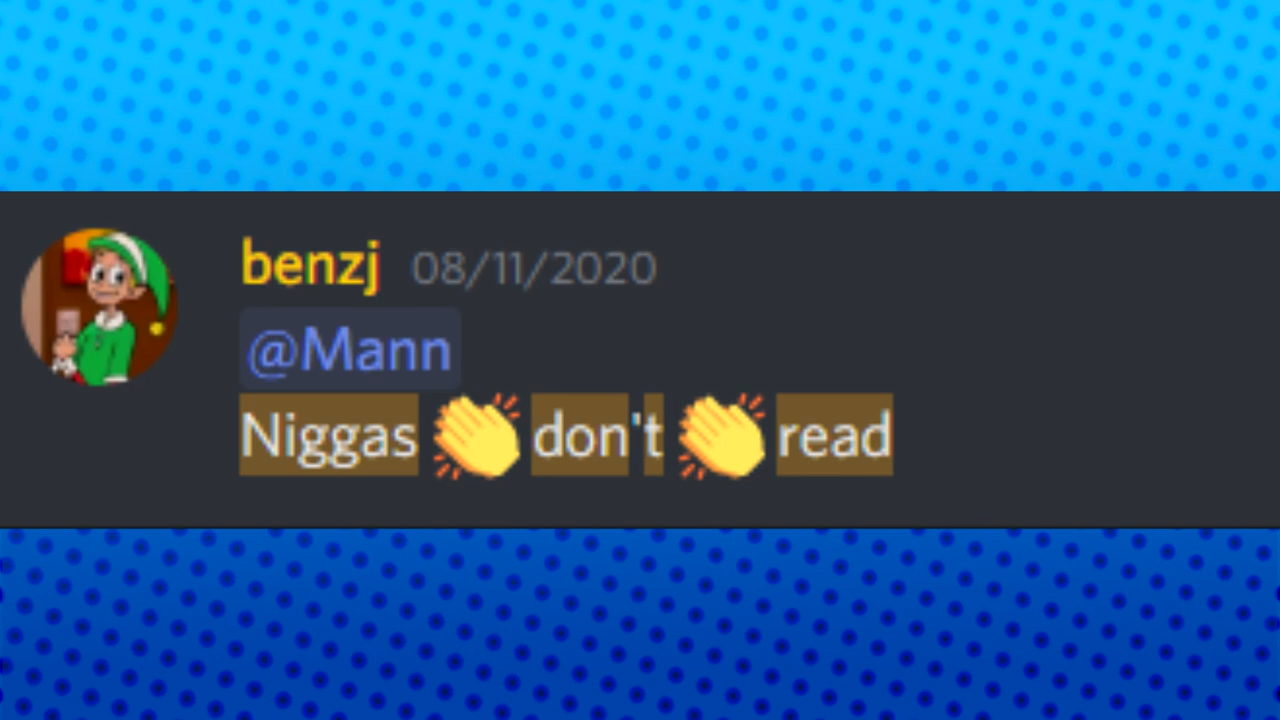 benzj 08/11/2020
@Mann
Niggas 👏 don't 👏 read